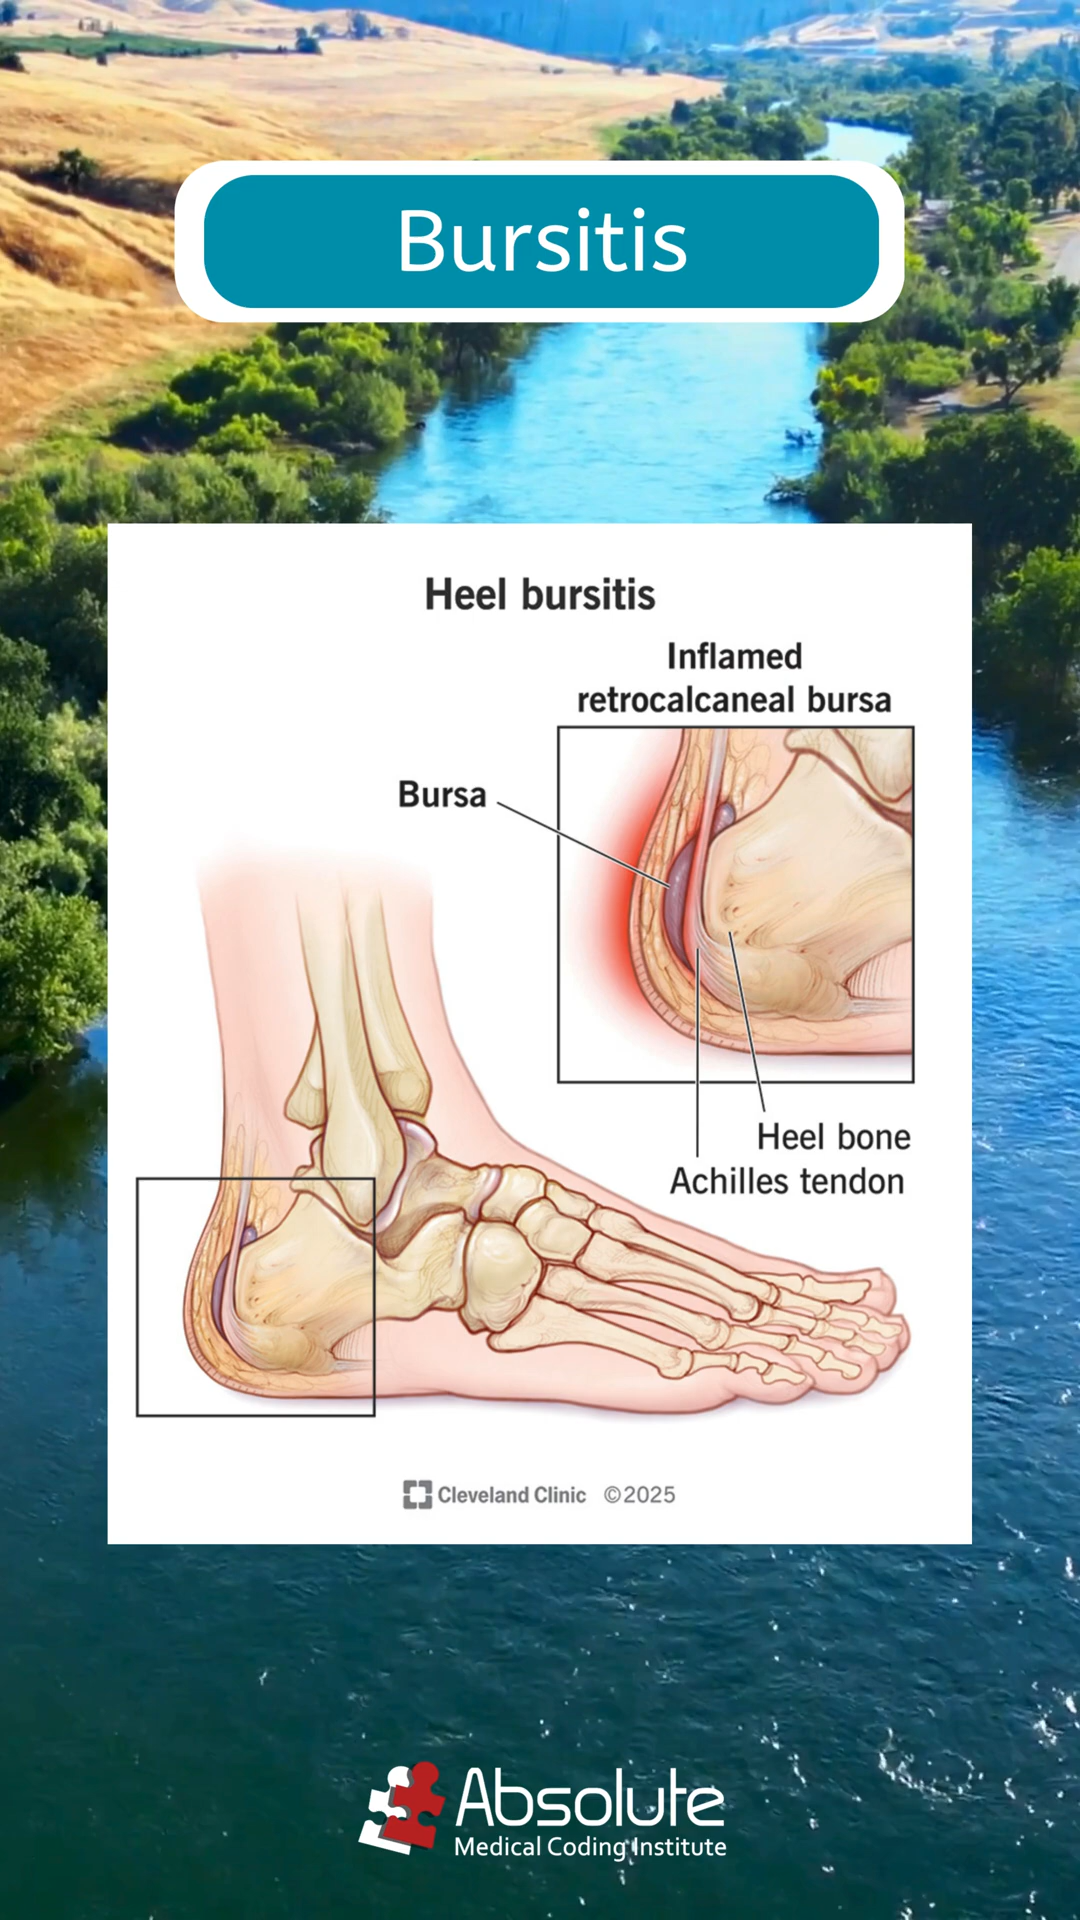 Bursitis
Heel bursitis
Inflamed
retrocalcaneal bursa
Bursa
Heel bone
Achilles tendon
Cleveland Clinic ©2025
Absolute
Medical Coding Institute